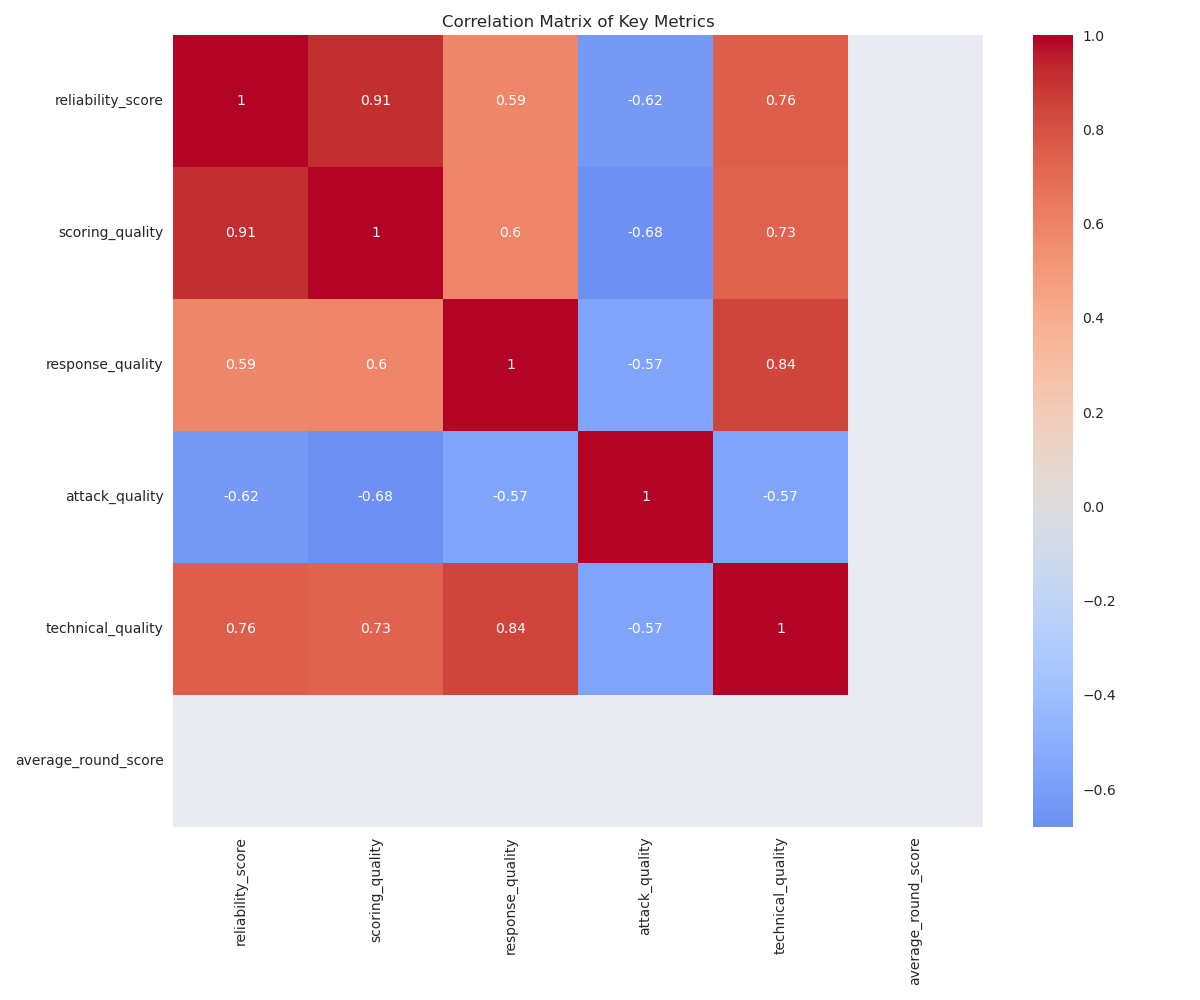 Correlation Matrix of Key Metrics
reliability_score 1 0.91 0.59 -0.62 0.76
scoring_quality 0.91 1 0.6 -0.68 0.73
response_quality 0.59 0.6 1 -0.57 0.84
attack_quality -0.62 -0.68 -0.57 1 -0.57
technical_quality 0.76 0.73 0.84 -0.57 1
average_round_score
reliability_score
scoring_quality
response_quality
attack_quality
technical_quality
average_round_score
1.0
0.8
0.6
0.4
0.2
0.0
−0.2
−0.4
−0.6